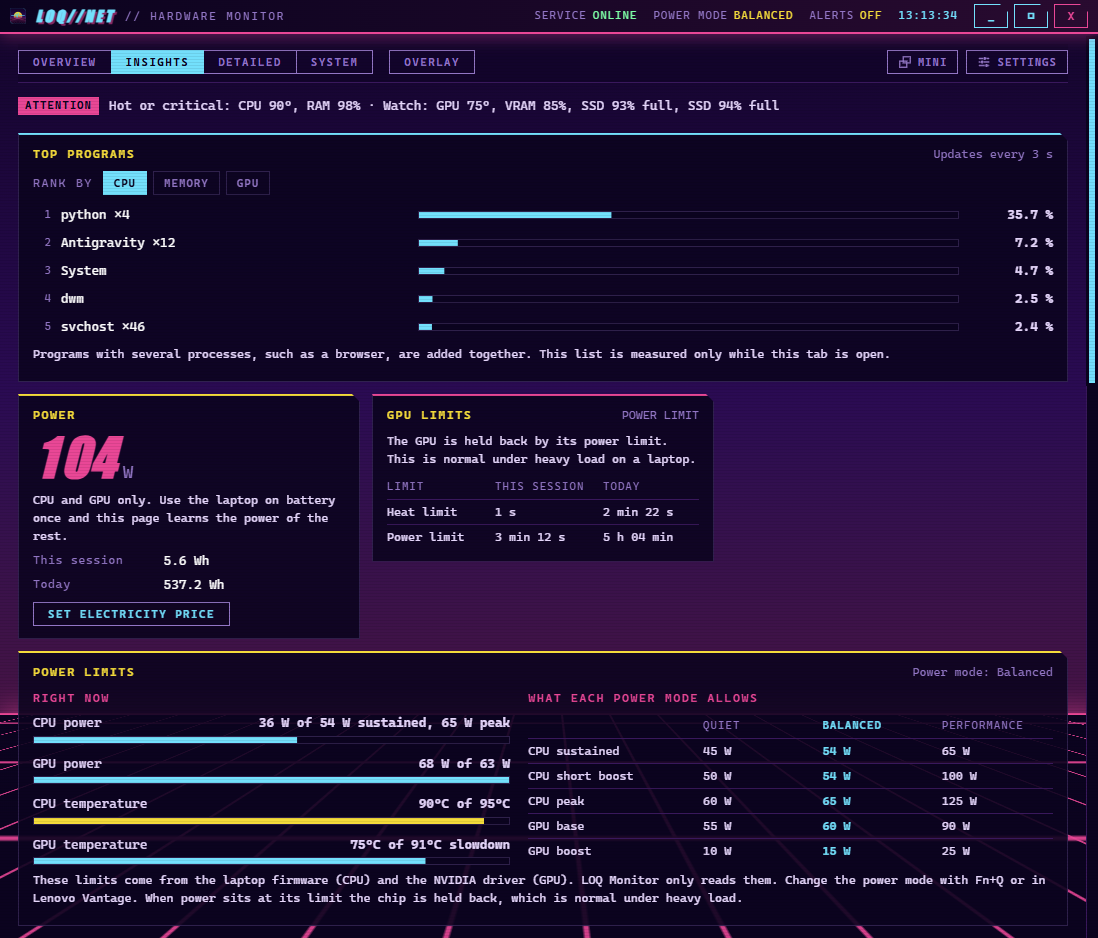 LOQ//NET // HARDWARE MONITOR SERVICE ONLINE POWER MODE BALANCED ALERTS OFF 13:13:34 _ X
OVERVIEW INSIGHTS DETAILED SYSTEM OVERLAY MINI SETTINGS
ATTENTION Hot or critical: CPU 90°, RAM 98% · Watch: GPU 75°, VRAM 85%, SSD 93% full, SSD 94% full
TOP PROGRAMS Updates every 3 s
RANK BY CPU MEMORY GPU
1 python ×4 35.7 %
2 Antigravity ×12 7.2 %
3 System 4.7 %
4 dwm 2.5 %
5 svchost ×46 2.4 %
Programs with several processes, such as a browser, are added together. This list is measured only while this tab is open.
POWER
104 W
CPU and GPU only. Use the laptop on battery
once and this page learns the power of the
rest.
This session 5.6 Wh
Today 537.2 Wh
SET ELECTRICITY PRICE
GPU LIMITS POWER LIMIT
The GPU is held back by its power limit.
This is normal under heavy load on a laptop.
LIMIT THIS SESSION TODAY
Heat limit 1 s 2 min 22 s
Power limit 3 min 12 s 5 h 04 min
POWER LIMITS Power mode: Balanced
RIGHT NOW
CPU power 36 W of 54 W sustained, 65 W peak
GPU power 68 W of 63 W
CPU temperature 90°C of 95°C
GPU temperature 75°C of 91°C slowdown
WHAT EACH POWER MODE ALLOWS
QUIET BALANCED PERFORMANCE
CPU sustained 45 W 54 W 65 W
CPU short boost 50 W 54 W 100 W
CPU peak 60 W 65 W 125 W
GPU base 55 W 60 W 90 W
GPU boost 10 W 15 W 25 W
These limits come from the laptop firmware (CPU) and the NVIDIA driver (GPU). LOQ Monitor only reads them. Change the power mode with Fn+Q or in
Lenovo Vantage. When power sits at its limit the chip is held back, which is normal under heavy load.